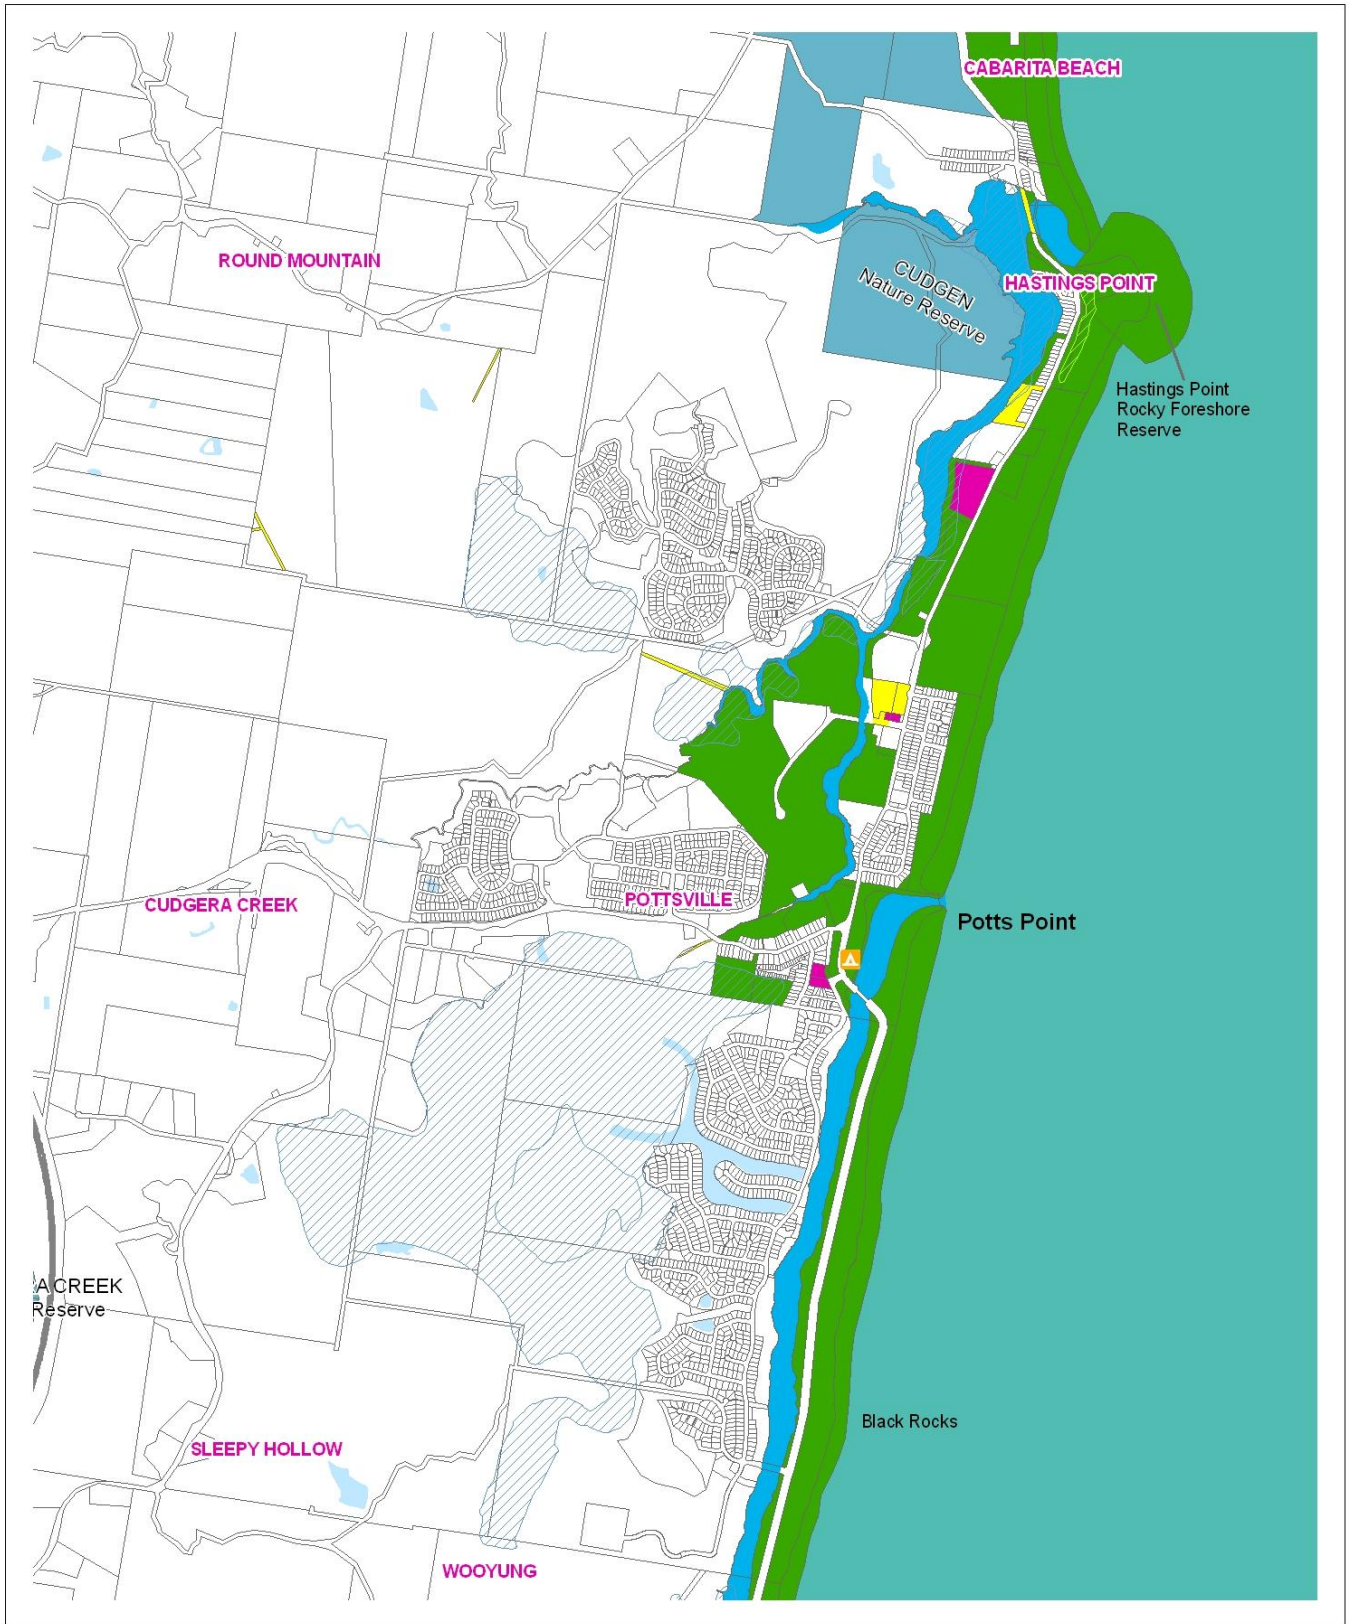 CABARITA BEACH
ROUND MOUNTAIN
CUDGEN
Nature Reserve
HASTINGS POINT
Hastings Point
Rocky Foreshore
Reserve
CUDGERA CREEK
POTTSVILLE
Potts Point
A CREEK
Reserve
Black Rocks
SLEEPY HOLLOW
WOOYUNG